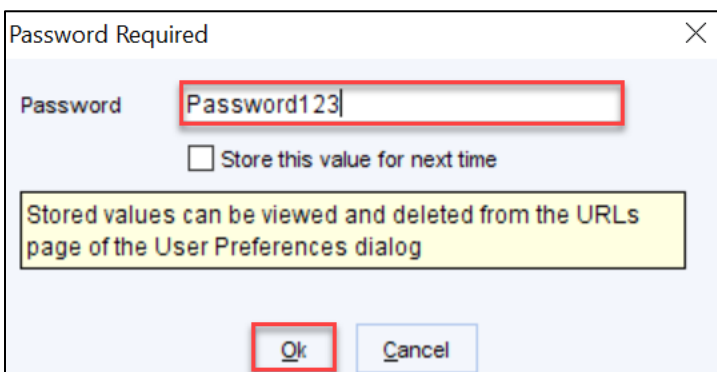 Password Required
Password Password123
Store this value for next time
Stored values can be viewed and deleted from the URLs
page of the User Preferences dialog
Ok Cancel